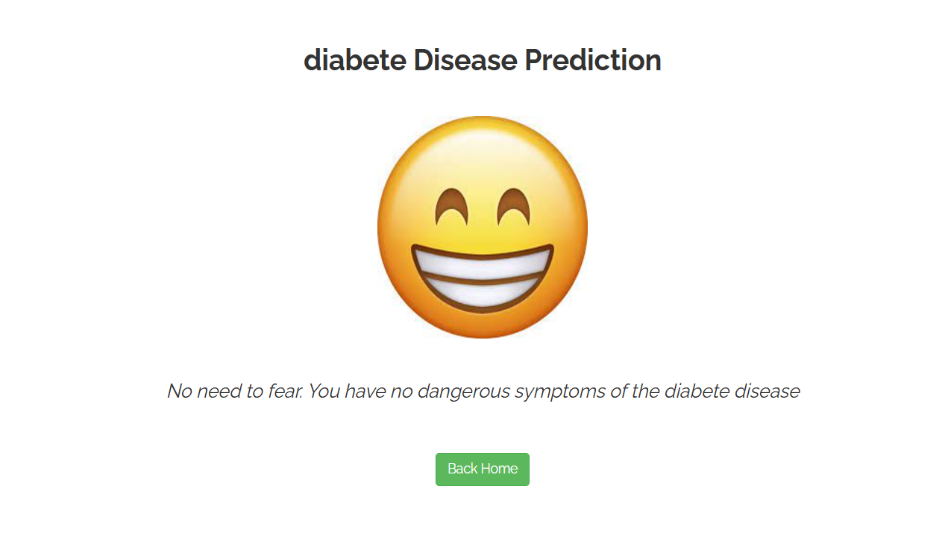 diabete Disease Prediction
No need to fear. You have no dangerous symptoms of the diabete disease
Back Home